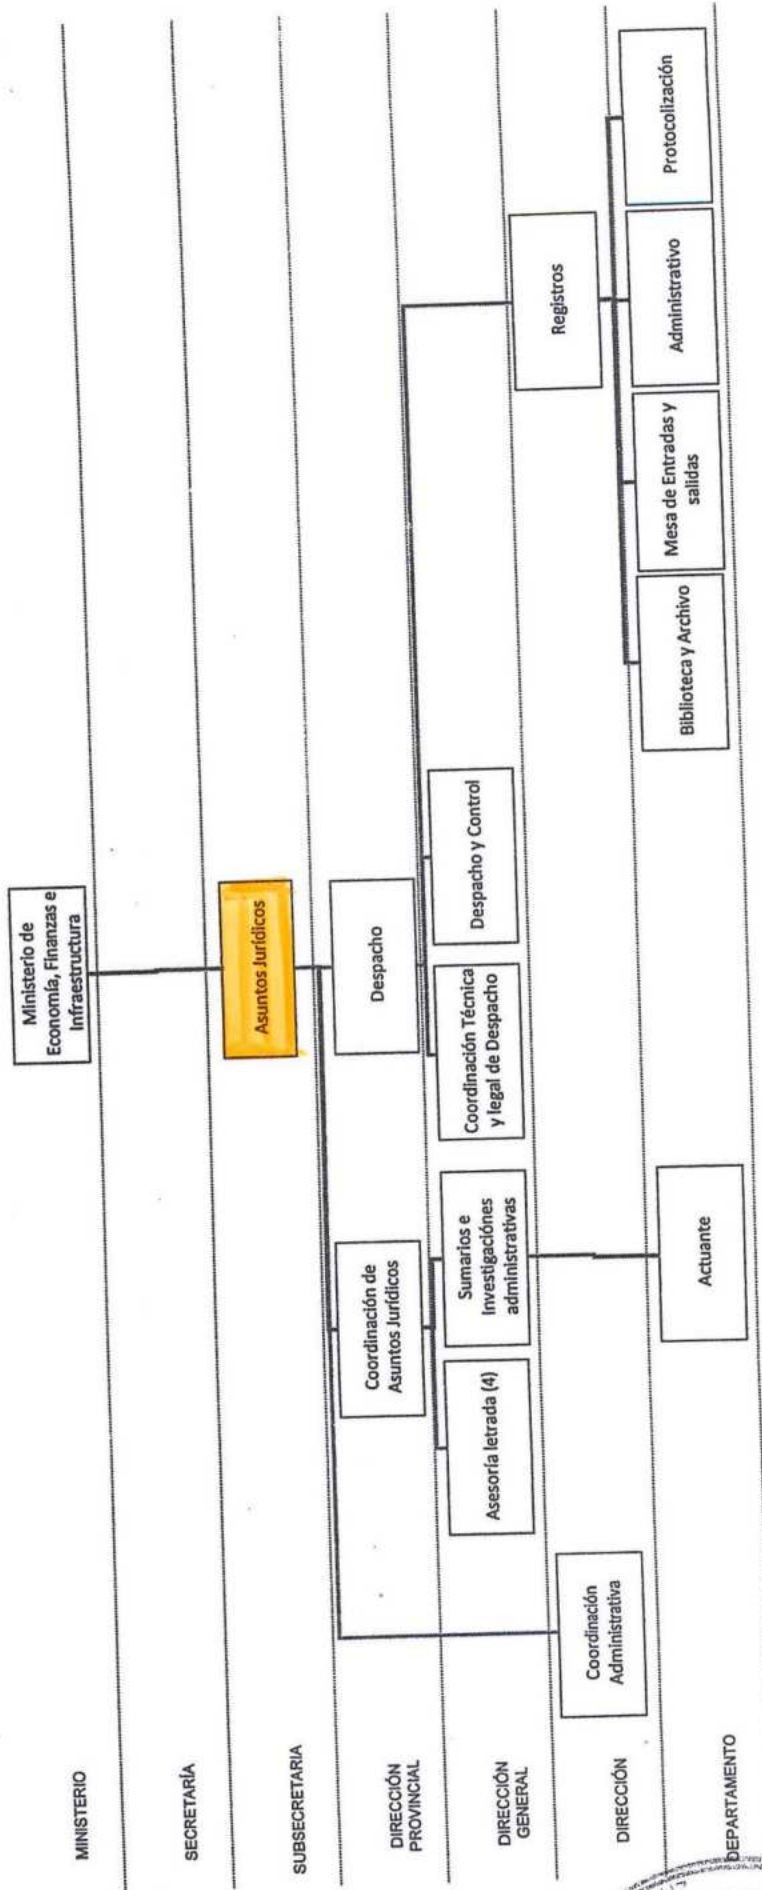 MINISTERIO
Ministerio de
Economía, Finanzas e
Infraestructura
SECRETARÍA
SUBSECRETARIA
Asuntos Jurídicos
DIRECCIÓN
PROVINCIAL
Coordinación de
Asuntos Jurídicos
Despacho
DIRECCIÓN
GENERAL
Asesoría letrada (4)
Sumarios e
Investigaciónes
administrativas
Coordinación Técnica
y legal de Despacho
Despacho y Control
DIRECCIÓN
Coordinación
Administrativa
Registros
DEPARTAMENTO
Actuante
Biblioteca y Archivo
Mesa de Entradas y
salidas
Administrativo
Protocolización